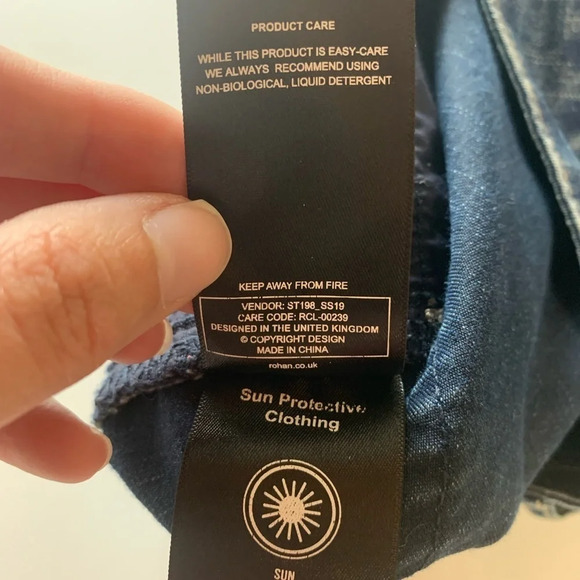 PRODUCT CARE
WHILE THIS PRODUCT IS EASY-CARE
WE ALWAYS RECOMMEND USING
NON-BIOLOGICAL, LIQUID DETERGENT
KEEP AWAY FROM FIRE
VENDOR: ST198_SS19
CARE CODE: RCL-00239
DESIGNED IN THE UNITED KINGDOM
© COPYRIGHT DESIGN
MADE IN CHINA
rohan.co.uk
Sun Protective
Clothing
SUN